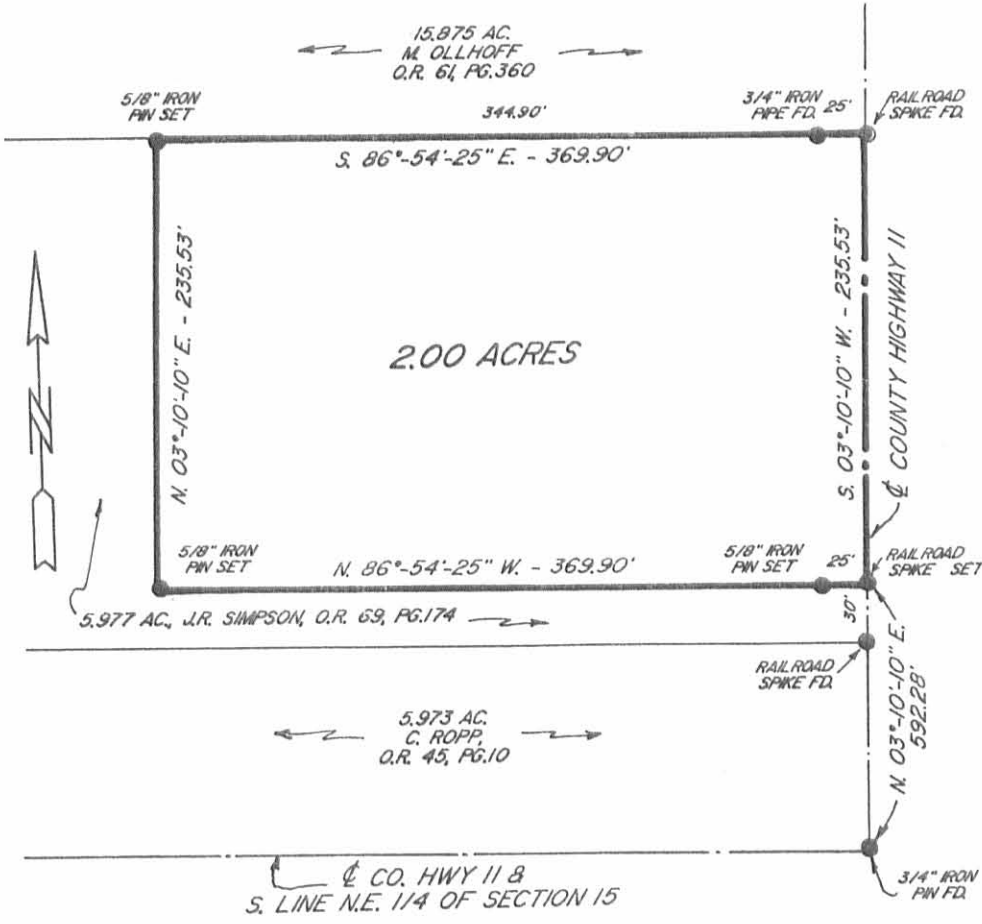 15.875 AC.
M. OLLHOFF
O.R. 61, PG.360
5/8" IRON
PIN SET
344.90'
3/4" IRON
PIPE FD.
25'
RAILROAD
SPIKE FD.
S. 86°-54'-25" E. - 369.90'
N. 03°-10'-10" E. - 235.53'
2.00 ACRES
S. 03°-10'-10" W. - 235.53'
℄ COUNTY HIGHWAY 11
N
5/8" IRON
PIN SET
N. 86°-54'-25" W. - 369.90'
5/8" IRON
PIN SET
25'
RAILROAD
SPIKE SET
5.977 AC., J.R. SIMPSON, O.R. 69, PG.174
30'
RAILROAD
SPIKE FD.
N. 03°-10'-10" E.
592.28'
5.973 AC.
C. ROPP,
O.R. 45, PG.10
℄ CO. HWY 11 &
S. LINE N.E. 1/4 OF SECTION 15
3/4" IRON
PIN FD.